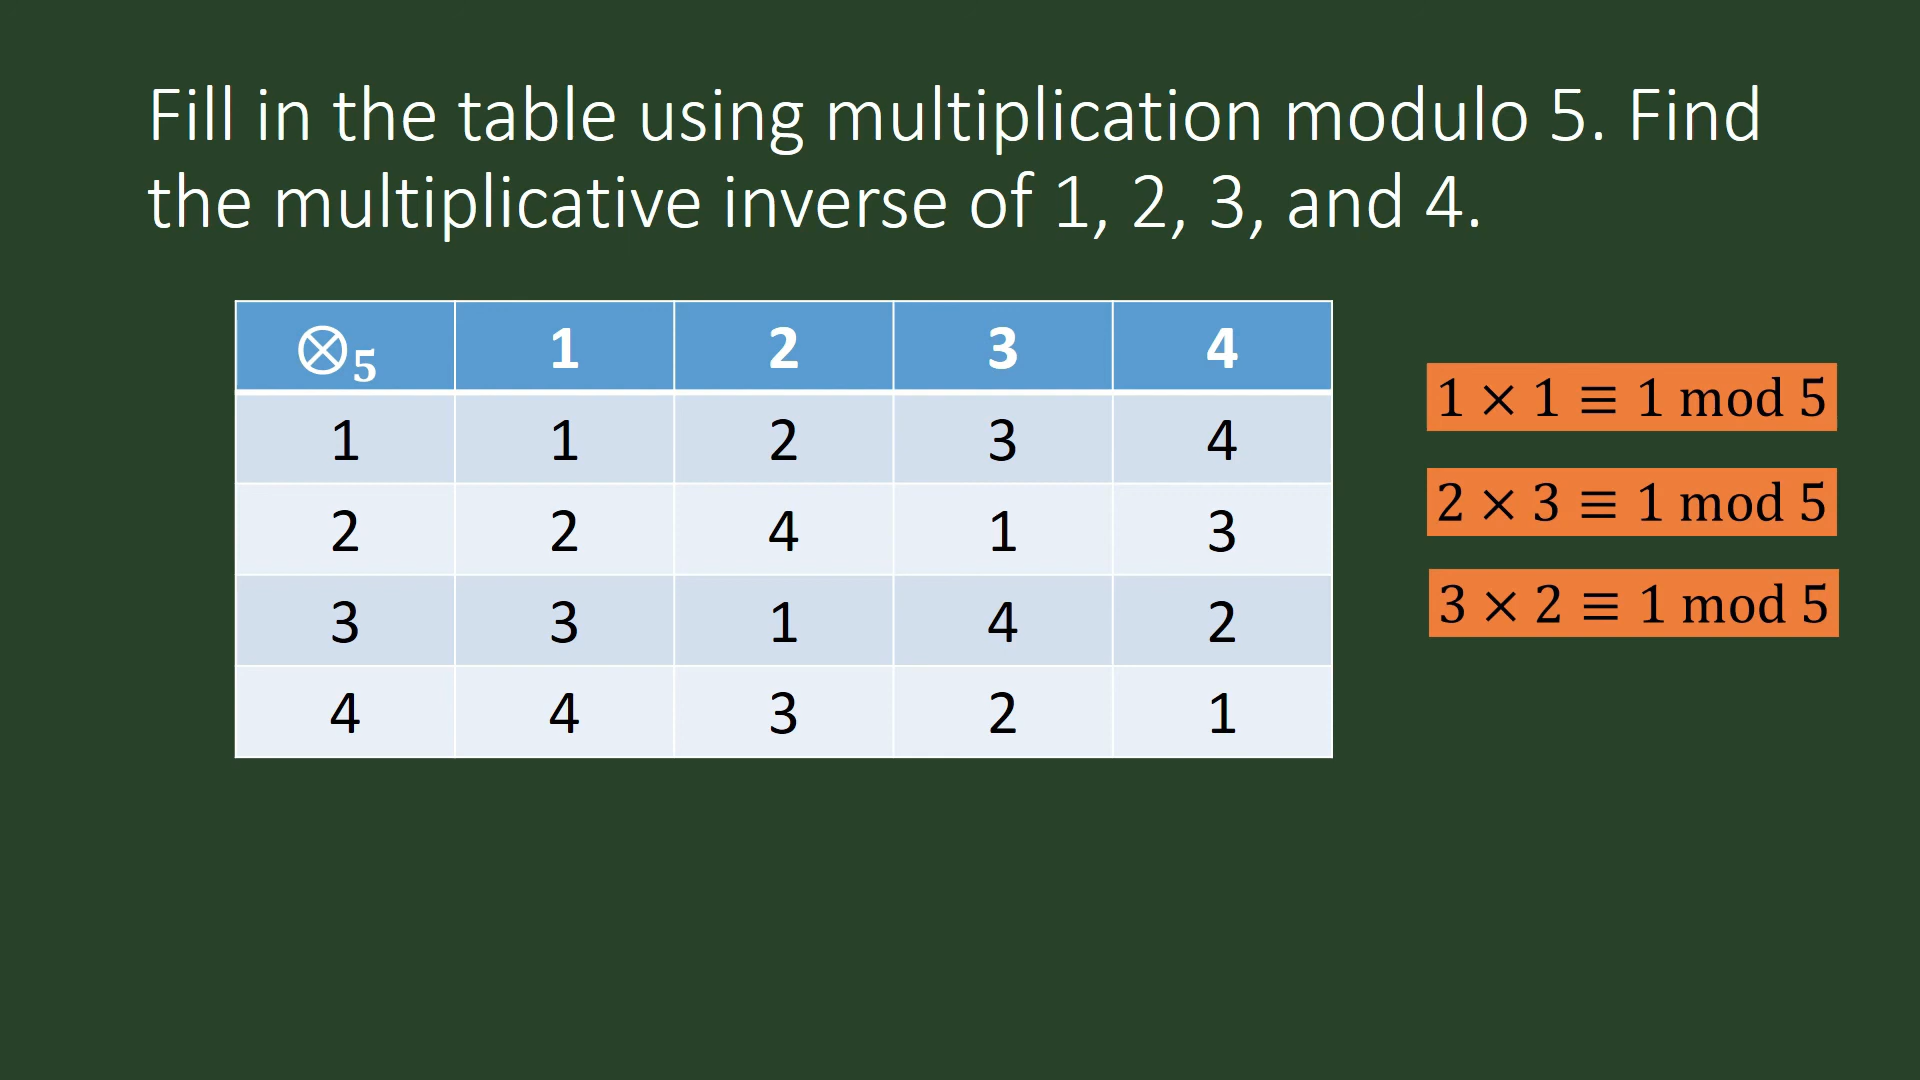 Fill in the table using multiplication modulo 5. Find
the multiplicative inverse of 1, 2, 3, and 4.
⊗₅ 1 2 3 4
1 1 2 3 4
2 2 4 1 3
3 3 1 4 2
4 4 3 2 1
1 × 1 ≡ 1 mod 5
2 × 3 ≡ 1 mod 5
3 × 2 ≡ 1 mod 5